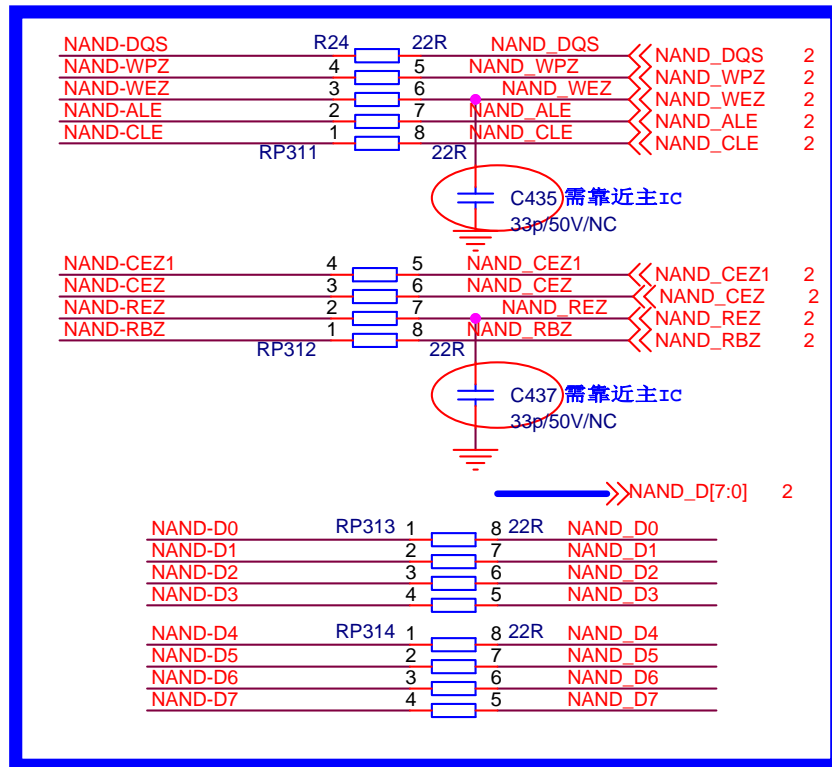 NAND-DQS R24 22R NAND_DQS NAND_DQS 2
NAND-WPZ 4 5 NAND_WPZ NAND_WPZ 2
NAND-WEZ 3 6 NAND_WEZ NAND_WEZ 2
NAND-ALE 2 7 NAND_ALE NAND_ALE 2
NAND-CLE 1 8 NAND_CLE NAND_CLE 2
RP311 22R
C435 需靠近主IC
33p/50V/NC
NAND-CEZ1 4 5 NAND_CEZ1 NAND_CEZ1 2
NAND-CEZ 3 6 NAND_CEZ NAND_CEZ 2
NAND-REZ 2 7 NAND_REZ NAND_REZ 2
NAND-RBZ 1 8 NAND_RBZ NAND_RBZ 2
RP312 22R
C437 需靠近主IC
33p/50V/NC
NAND_D[7:0] 2
NAND-D0 RP313 1 8 22R NAND_D0
NAND-D1 2 7 NAND_D1
NAND-D2 3 6 NAND_D2
NAND-D3 4 5 NAND_D3
NAND-D4 RP314 1 8 22R NAND_D4
NAND-D5 2 7 NAND_D5
NAND-D6 3 6 NAND_D6
NAND-D7 4 5 NAND_D7